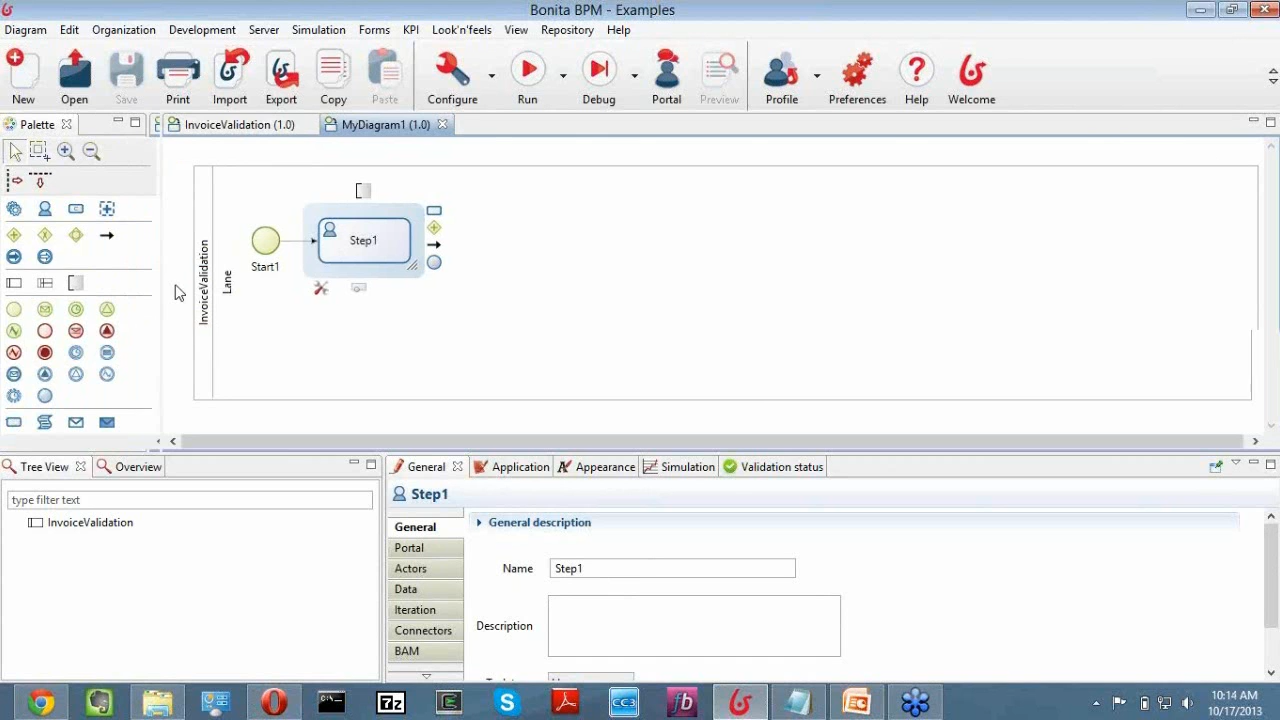 Bonita BPM - Examples
Diagram Edit Organization Development Server Simulation Forms KPI Look'n'feels View Repository Help
New Open Save Print Import Export Copy Paste Configure Run Debug Portal Preview Profile Preferences Help Welcome
Palette InvoiceValidation (1.0) MyDiagram1 (1.0)
InvoiceValidation
Lane
Start1
Step1
Tree View Overview
type filter text
InvoiceValidation
General Application Appearance Simulation Validation status
Step1
General
Portal
Actors
Data
Iteration
Connectors
BAM
General description
Name Step1
Description
7z
CC3
fb
10:14 AM
10/17/2013